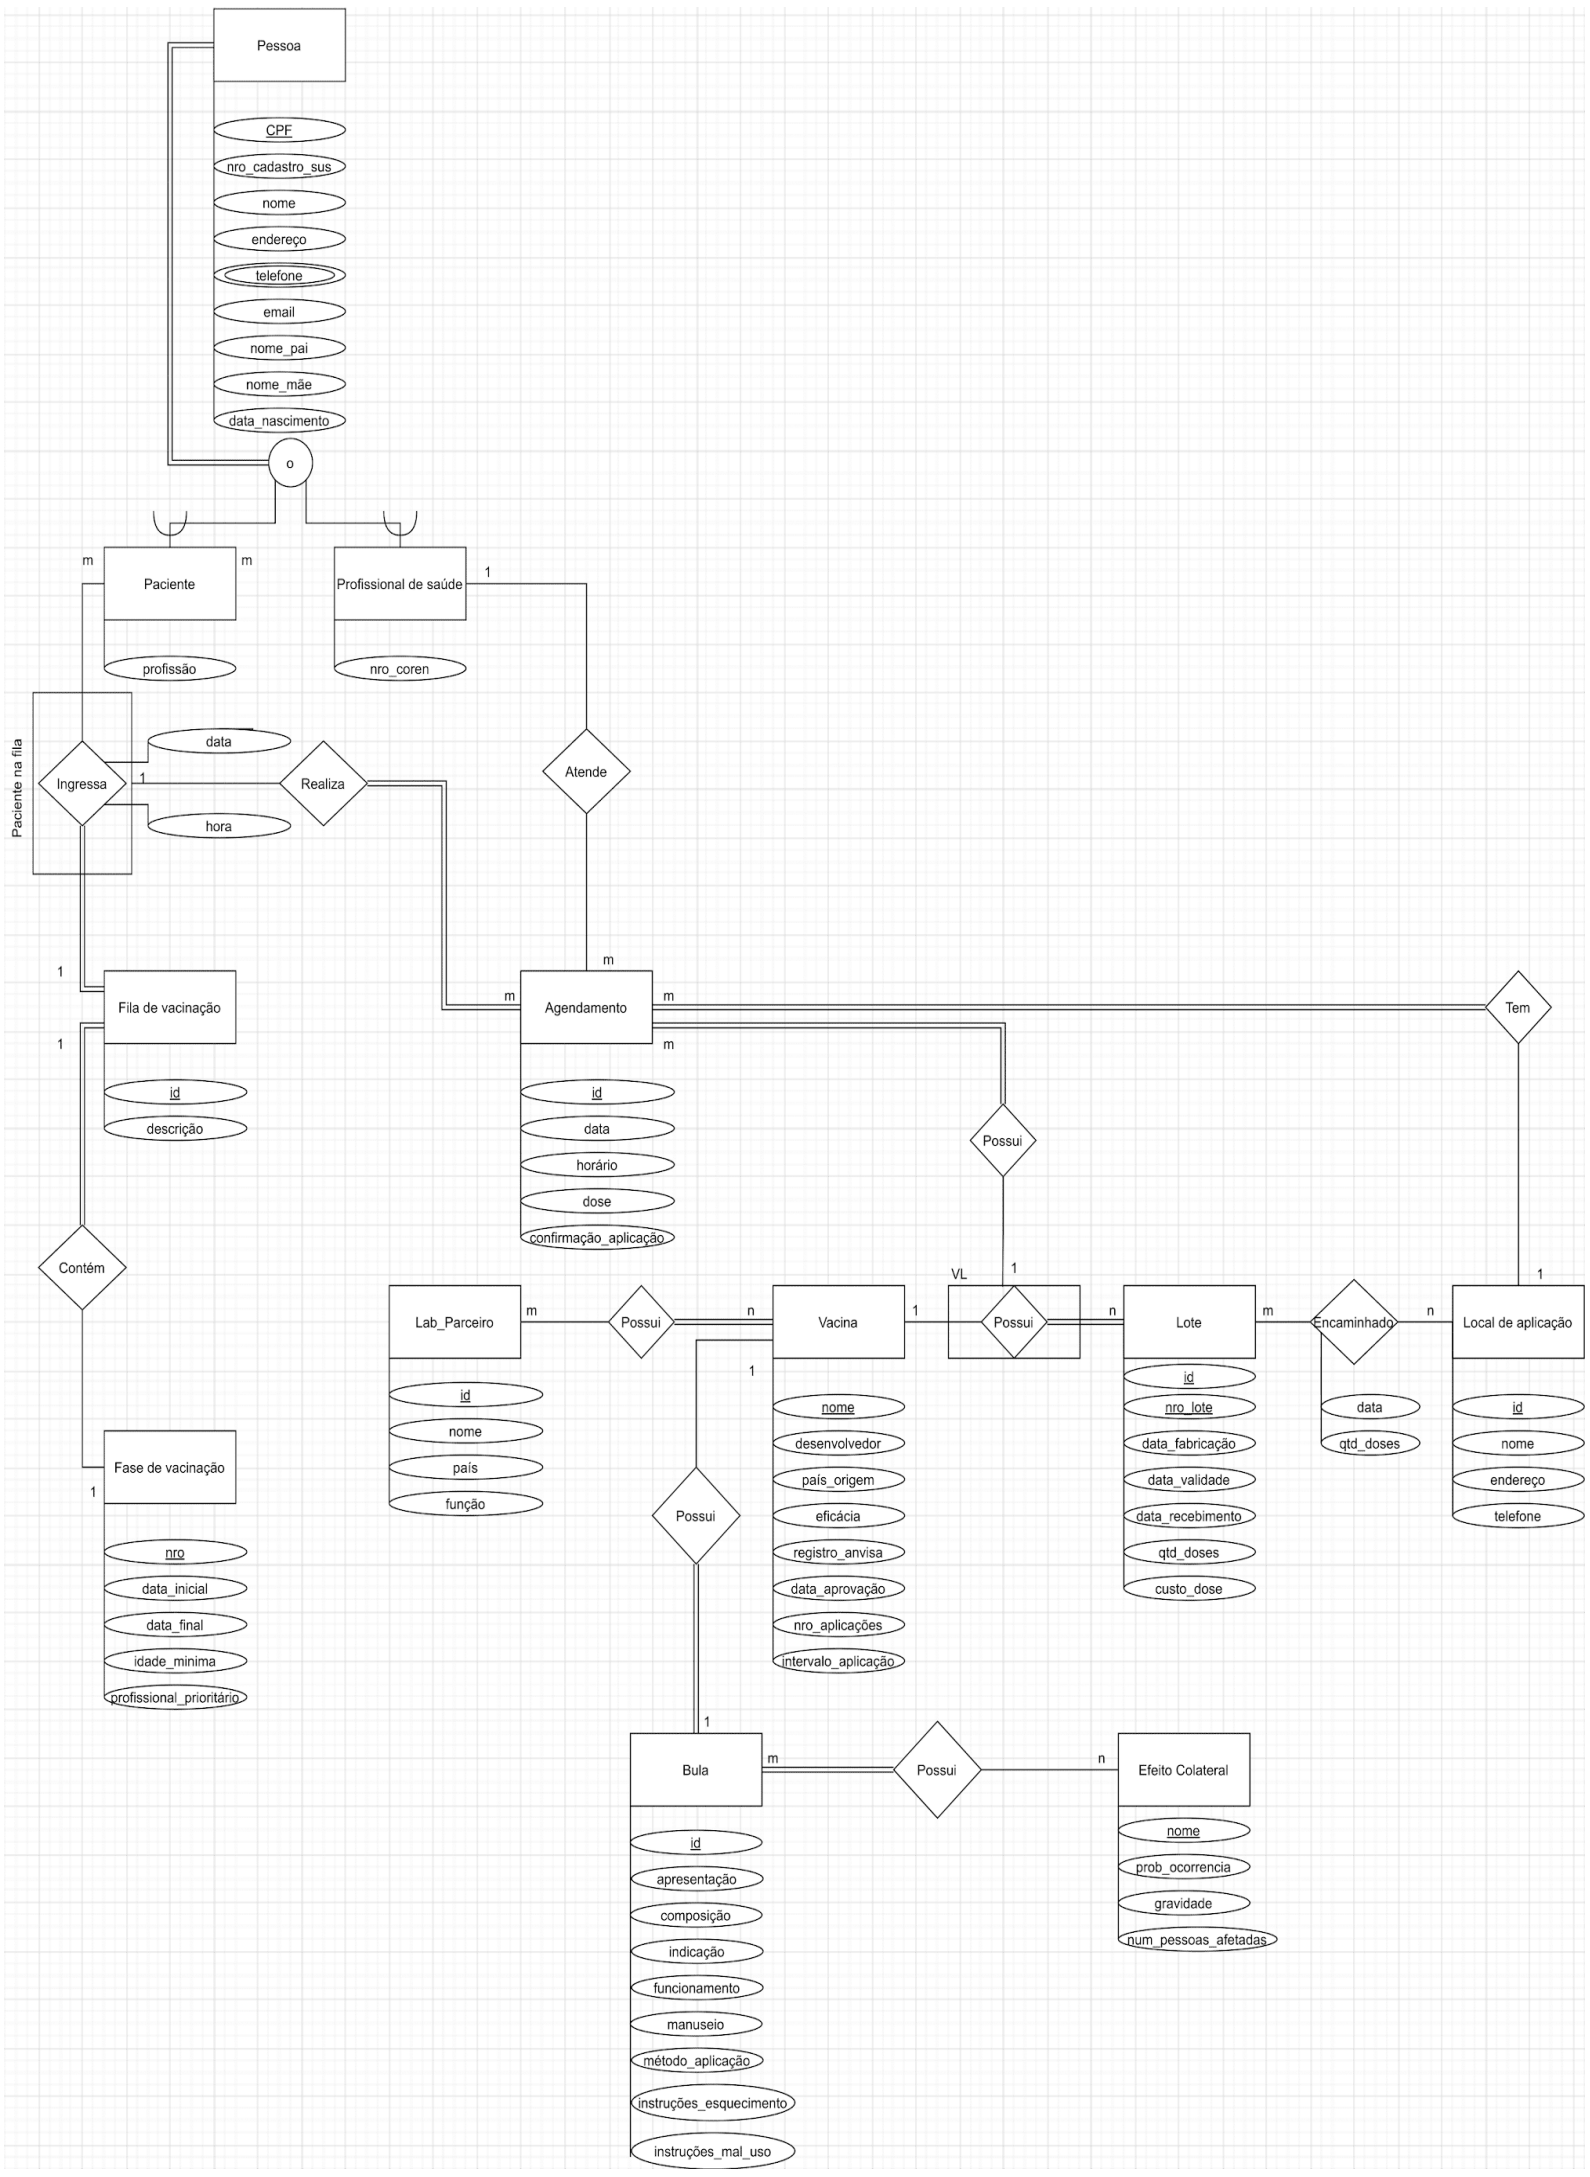 Pessoa
CPF
nro_cadastro_sus
nome
endereço
telefone
email
nome_pai
nome_mãe
data_nascimento
o
m
Paciente
m
profissão
Profissional de saúde
1
nro_coren
Paciente na fila
Ingressa
data
1
hora
Realiza
Atende
1
Fila de vacinação
1
id
descrição
m
m
Agendamento
m
m
id
data
horário
dose
confirmação_aplicação
Tem
Possui
Contém
Fase de vacinação
1
nro
data_inicial
data_final
idade_minima
profissional_prioritário
Lab_Parceiro
m
id
nome
país
função
Possui
n
Vacina
1
1
nome
desenvolvedor
país_origem
eficácia
registro_anvisa
data_aprovação
nro_aplicações
intervalo_aplicação
VL
1
Possui
n
Lote
m
id
nro_lote
data_fabricação
data_validade
data_recebimento
qtd_doses
custo_dose
Encaminhado
data
qtd_doses
n
1
Local de aplicação
id
nome
endereço
telefone
Possui
1
Bula
m
id
apresentação
composição
indicação
funcionamento
manuseio
método_aplicação
instruções_esquecimento
instruções_mal_uso
Possui
n
Efeito Colateral
nome
prob_ocorrencia
gravidade
num_pessoas_afetadas